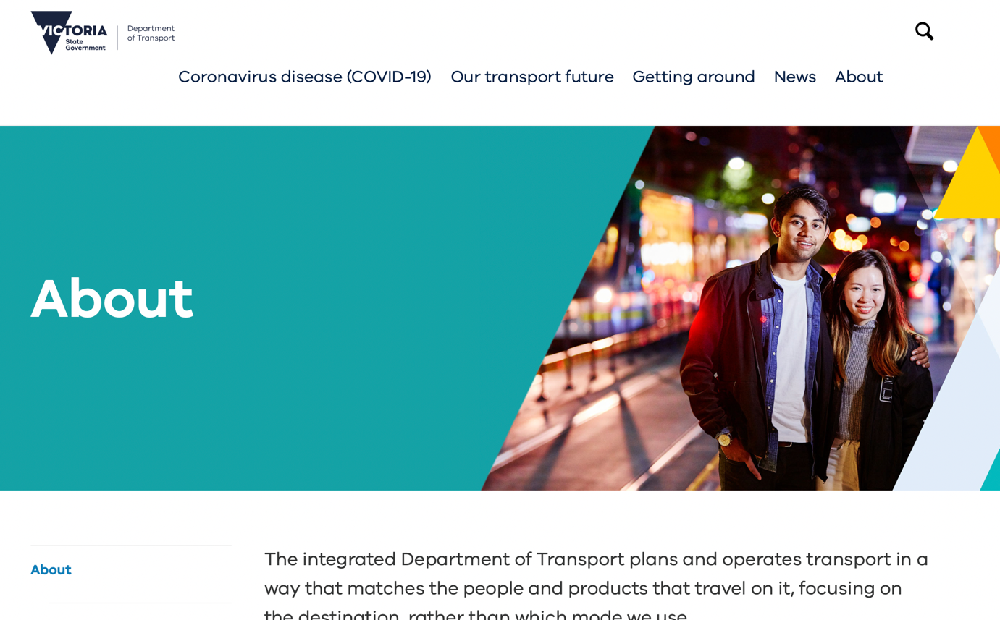 VICTORIA
State
Government
Department
of Transport
Coronavirus disease (COVID-19) Our transport future Getting around News About
About
About
The integrated Department of Transport plans and operates transport in a
way that matches the people and products that travel on it, focusing on
the destination, rather than which mode we use.